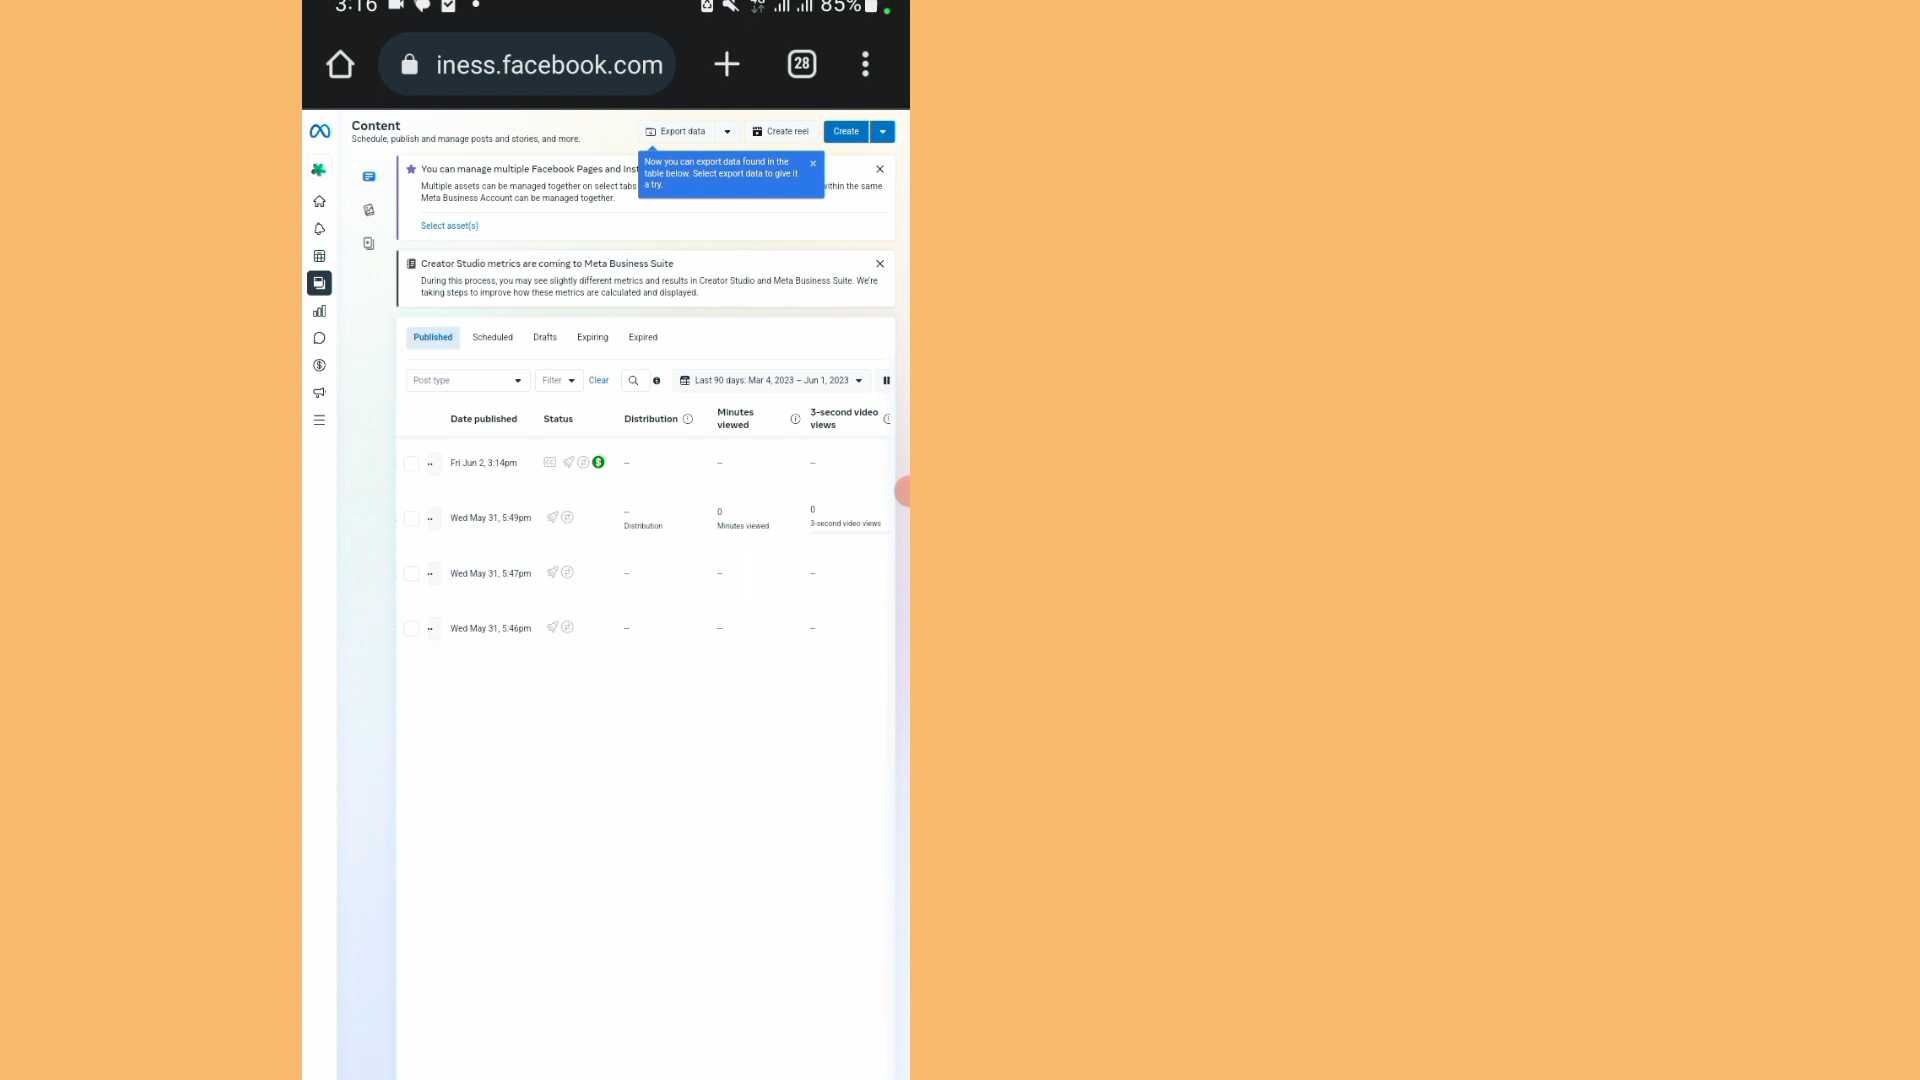 3:16
4G
85%
iness.facebook.com
28
Content
Schedule, publish and manage posts and stories, and more.
Export data
Create reel
Create
Now you can export data found in the
table below. Select export data to give it
a try.
You can manage multiple Facebook Pages and Inst
Multiple assets can be managed together on select tabs
within the same
Meta Business Account can be managed together.
Select asset(s)
Creator Studio metrics are coming to Meta Business Suite
During this process, you may see slightly different metrics and results in Creator Studio and Meta Business Suite. We're
taking steps to improve how these metrics are calculated and displayed.
Published
Scheduled
Drafts
Expiring
Expired
Post type
Filter
Clear
Last 90 days: Mar 4, 2023 – Jun 1, 2023
Date published
Status
Distribution
Minutes
viewed
3-second video
views
Fri Jun 2, 3:14pm
CC
$
--
--
--
Wed May 31, 5:49pm
--
Distribution
0
Minutes viewed
0
3-second video views
Wed May 31, 5:47pm
--
--
--
Wed May 31, 5:46pm
--
--
--